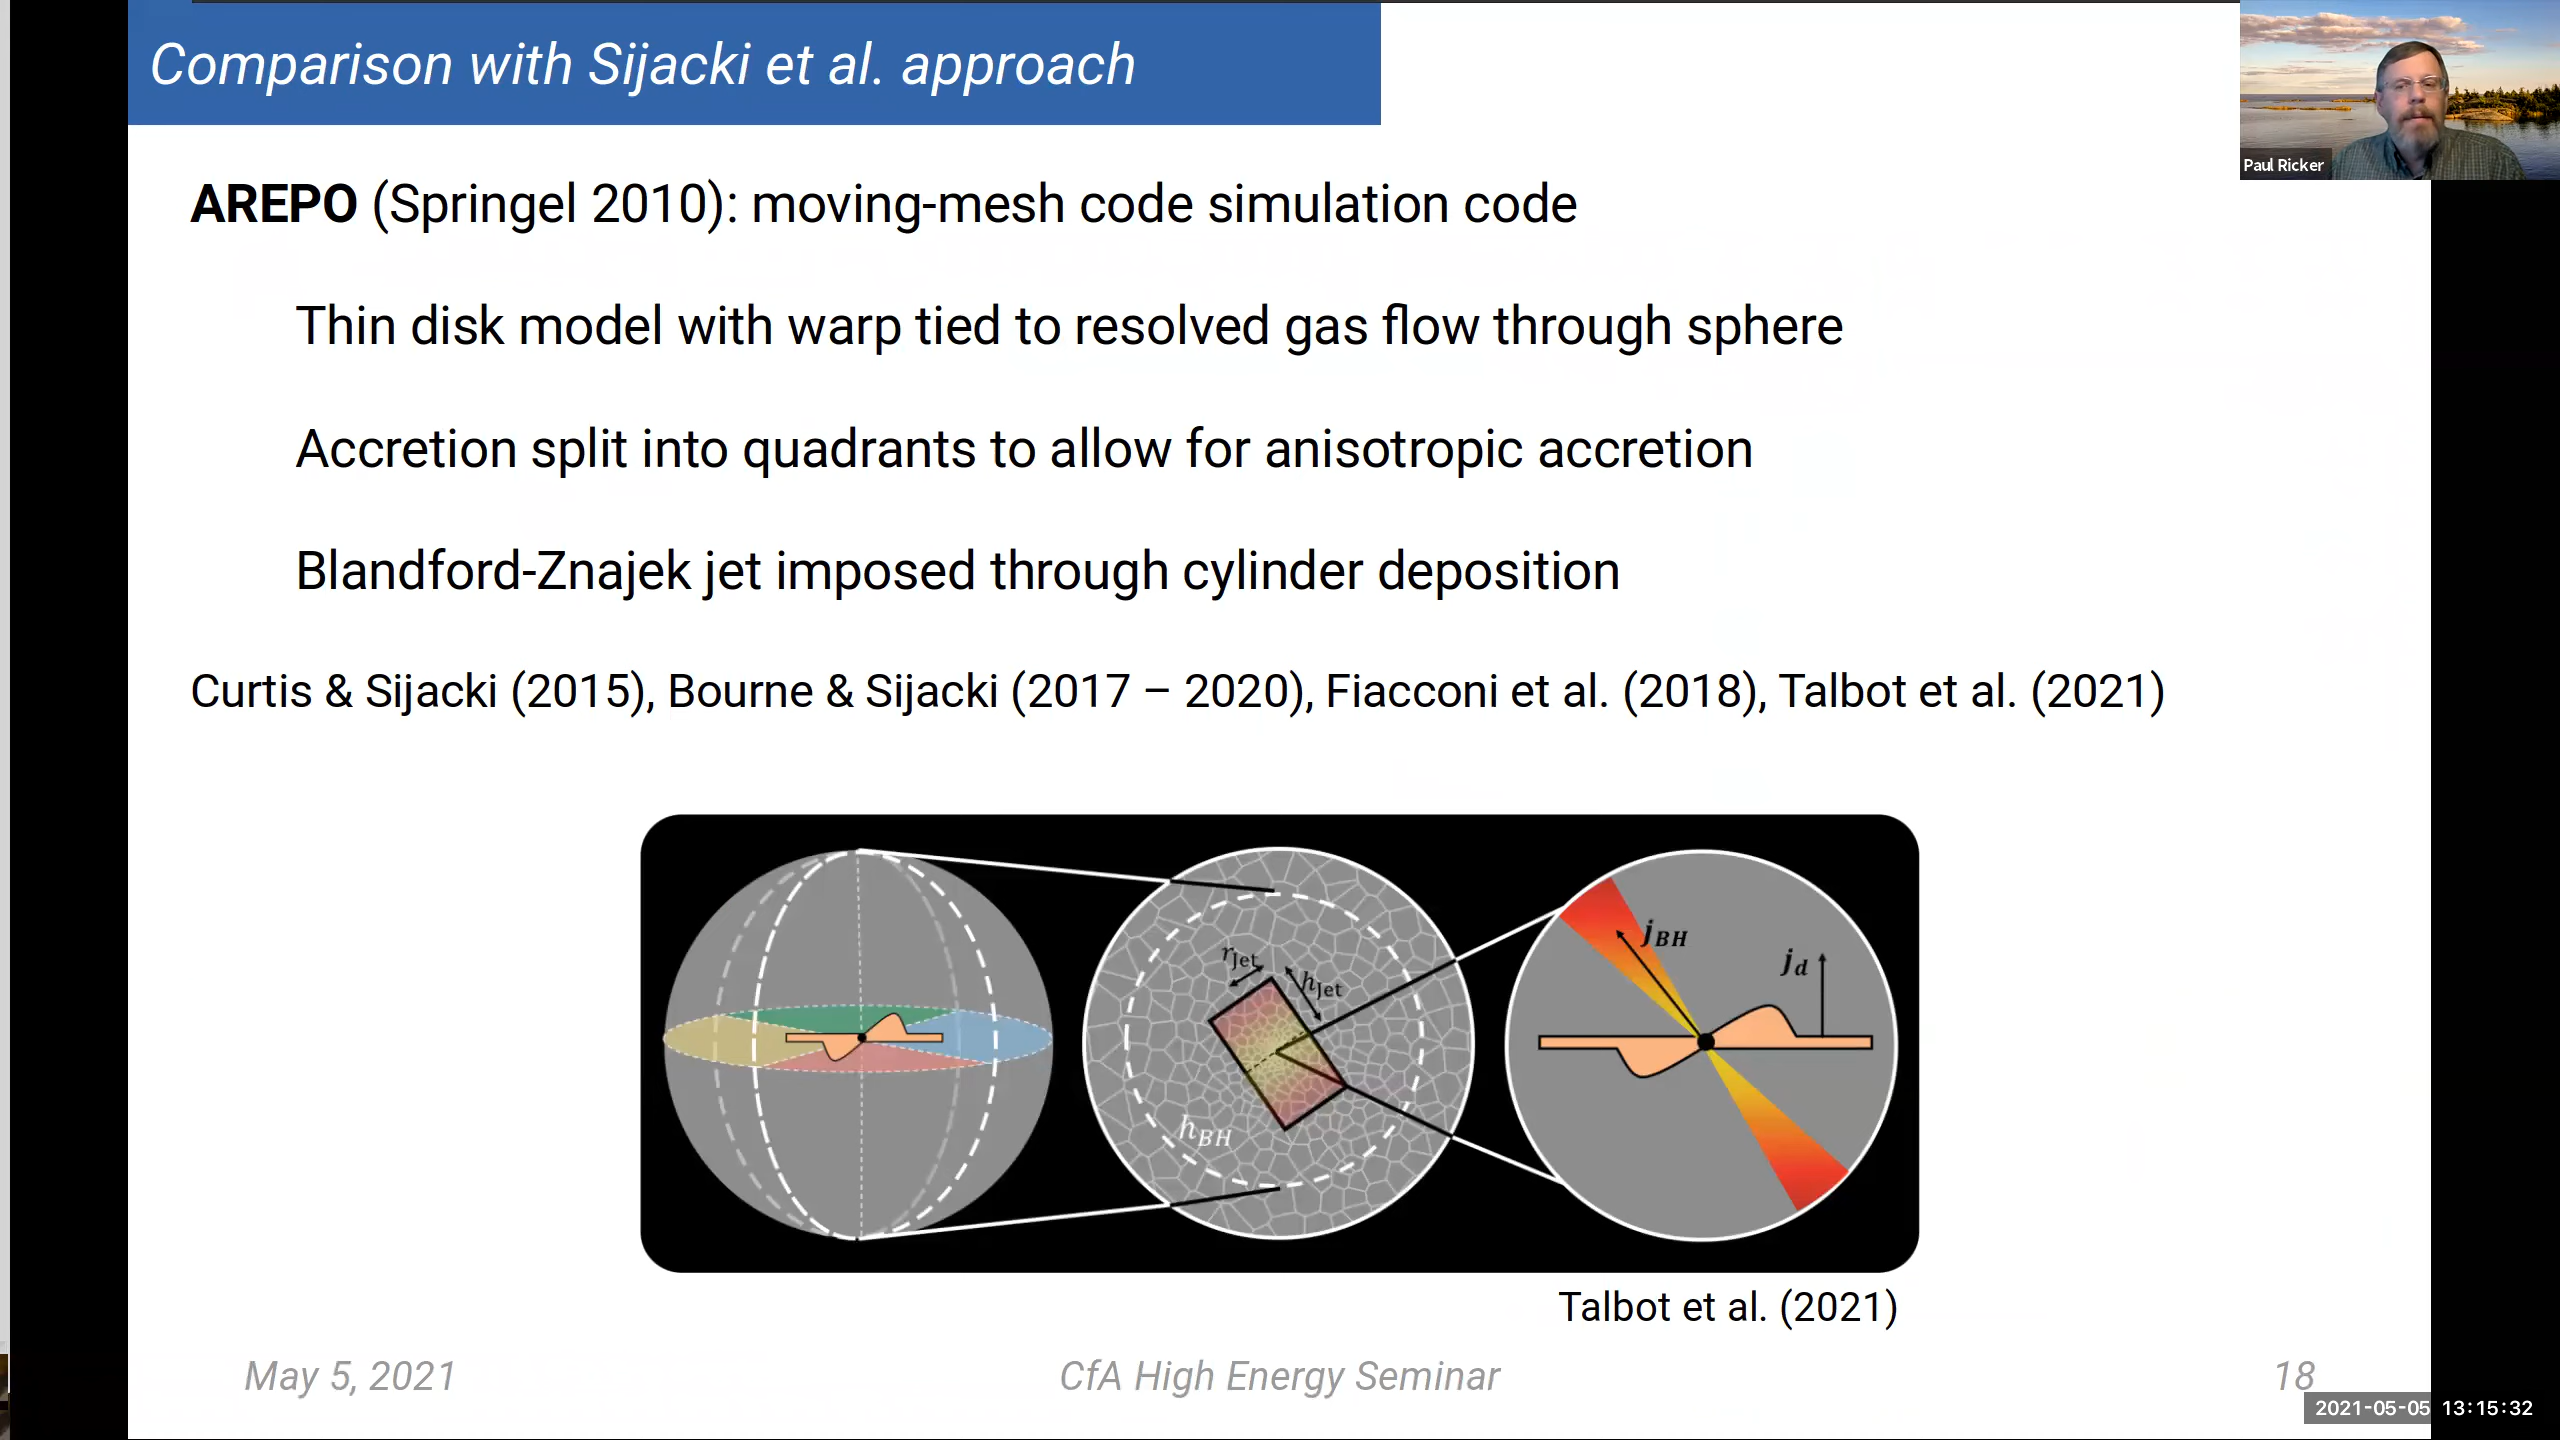 Comparison with Sijacki et al. approach
Paul Ricker
AREPO (Springel 2010): moving-mesh code simulation code
Thin disk model with warp tied to resolved gas flow through sphere
Accretion split into quadrants to allow for anisotropic accretion
Blandford-Znajek jet imposed through cylinder deposition
Curtis & Sijacki (2015), Bourne & Sijacki (2017 – 2020), Fiacconi et al. (2018), Talbot et al. (2021)
r_Jet
h_Jet
h_BH
j_BH
j_d
Talbot et al. (2021)
May 5, 2021
CfA High Energy Seminar
18
2021-05-05 13:15:32